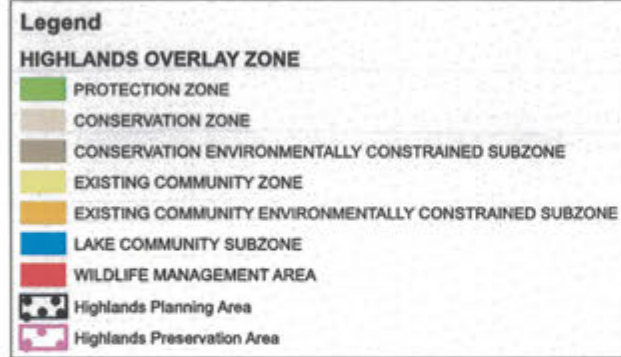 Legend
HIGHLANDS OVERLAY ZONE
PROTECTION ZONE
CONSERVATION ZONE
CONSERVATION ENVIRONMENTALLY CONSTRAINED SUBZONE
EXISTING COMMUNITY ZONE
EXISTING COMMUNITY ENVIRONMENTALLY CONSTRAINED SUBZONE
LAKE COMMUNITY SUBZONE
WILDLIFE MANAGEMENT AREA
Highlands Planning Area
Highlands Preservation Area